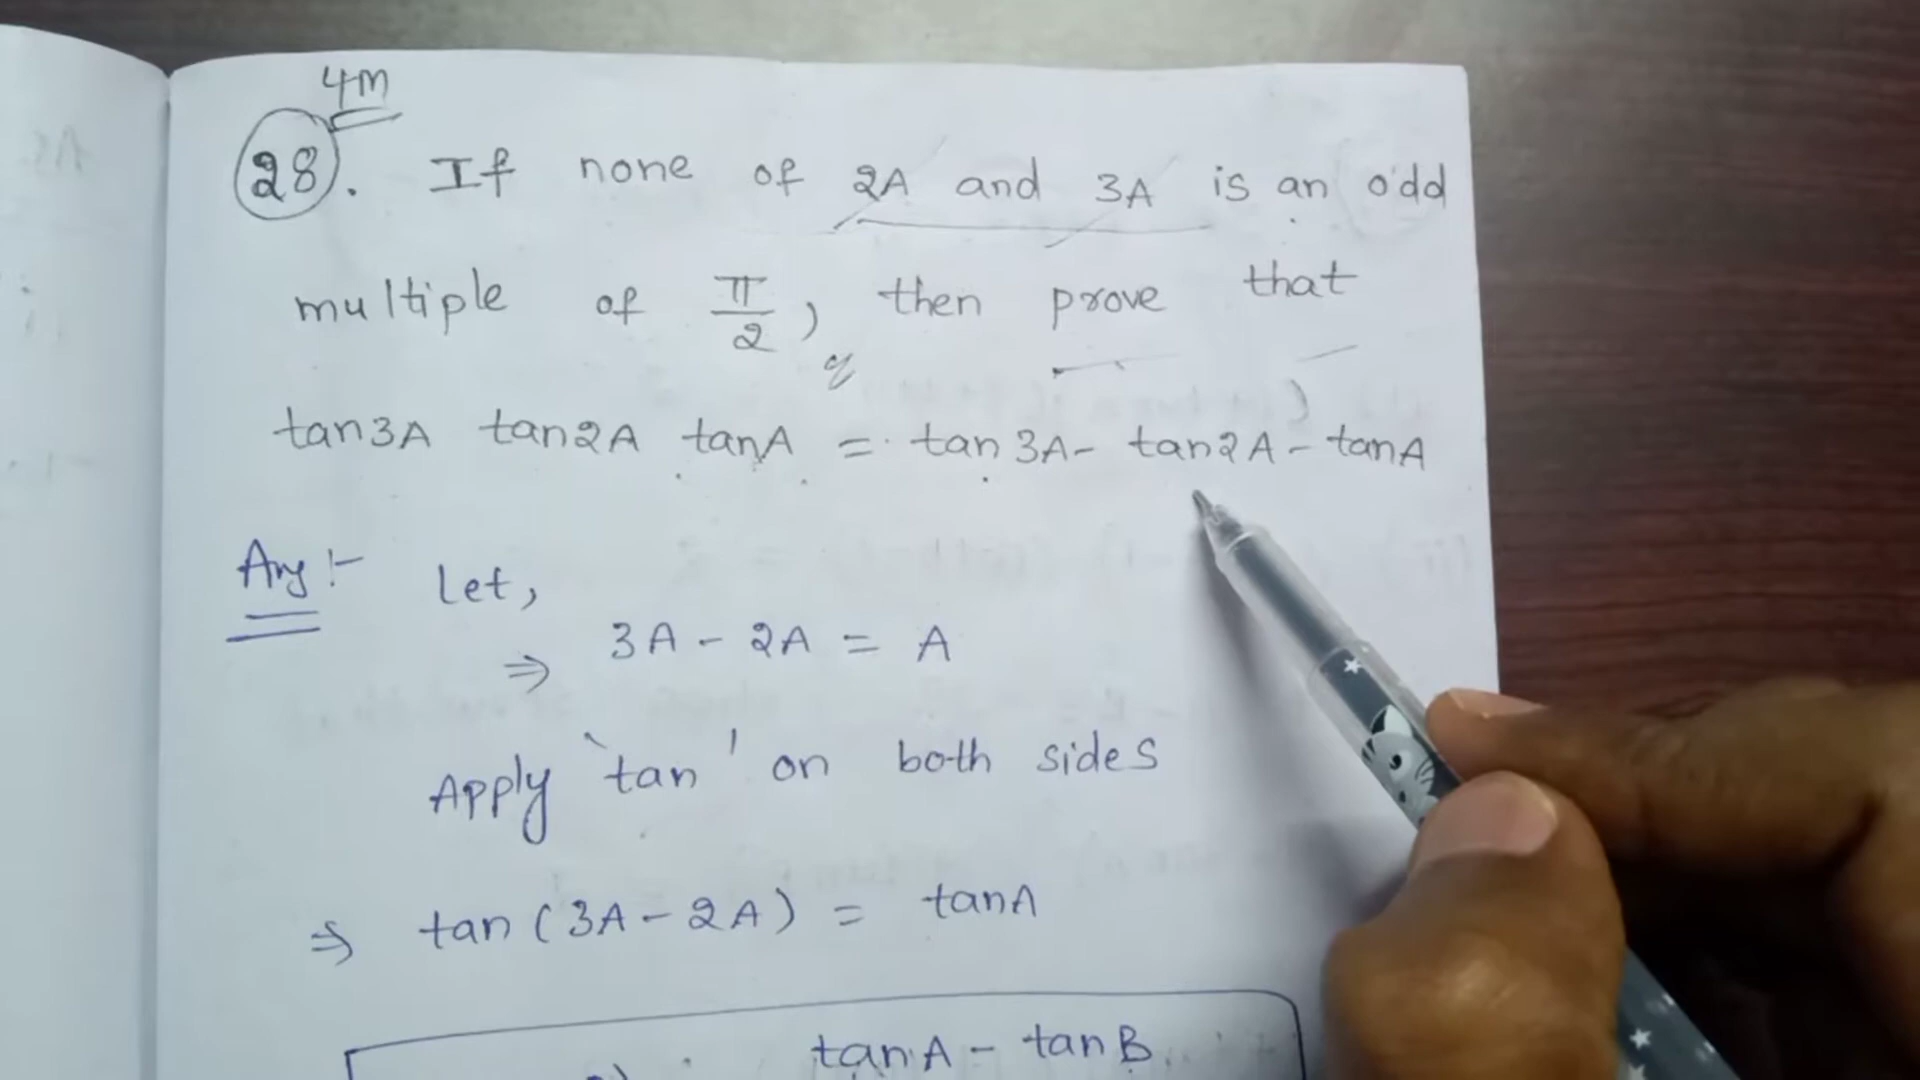 4m
28. If none of 2A and 3A is an odd
multiple of π/2, then prove that
tan3A tan2A tanA = tan3A - tan2A - tanA
Ans :- Let,
⇒ 3A - 2A = A
Apply 'tan' on both sides
⇒ tan (3A - 2A) = tanA
tanA - tanB